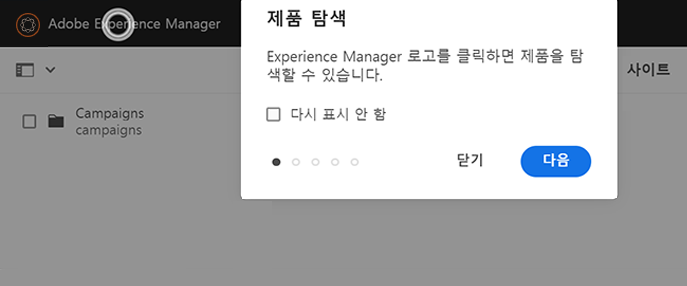 Adobe Experience Manager
제품 탐색
Experience Manager 로고를 클릭하면 제품을 탐
색할 수 있습니다.
다시 표시 안 함
닫기
다음
사이트
Campaigns
campaigns